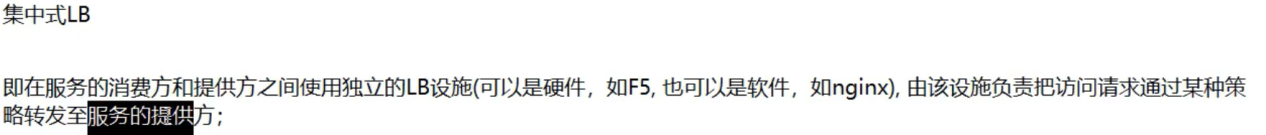 集中式LB
即在服务的消费方和提供方之间使用独立的LB设施(可以是硬件，如F5, 也可以是软件，如nginx), 由该设施负责把访问请求通过某种策
略转发至服务的提供方；